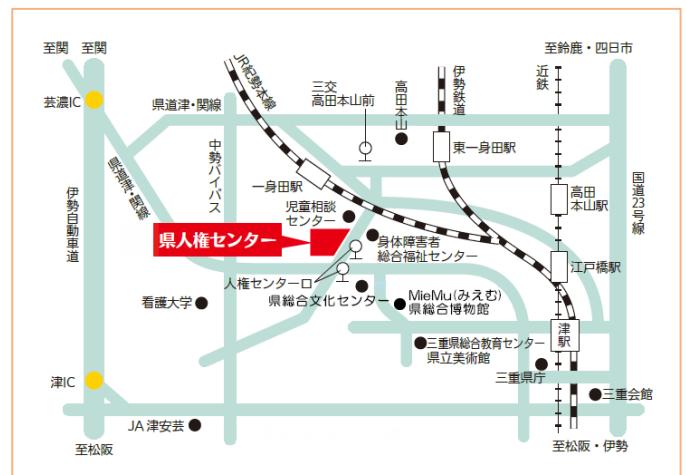 至関
至関
至鈴鹿・四日市
芸濃IC
県道津・関線
県道津・関線
JR紀勢本線
三交
高田本山前
高田本山
伊勢鉄道
近鉄
東一身田駅
中勢バイパス
一身田駅
伊勢自動車道
国道23号線
高田
本山駅
児童相談
センター
県人権センター
身体障害者
総合福祉センター
江戸橋駅
人権センター口
県総合文化センター
MieMu(みえむ)
県総合博物館
看護大学
津駅
三重県総合教育センター
県立美術館
三重県庁
津IC
三重会館
JA津安芸
至松阪
至松阪・伊勢